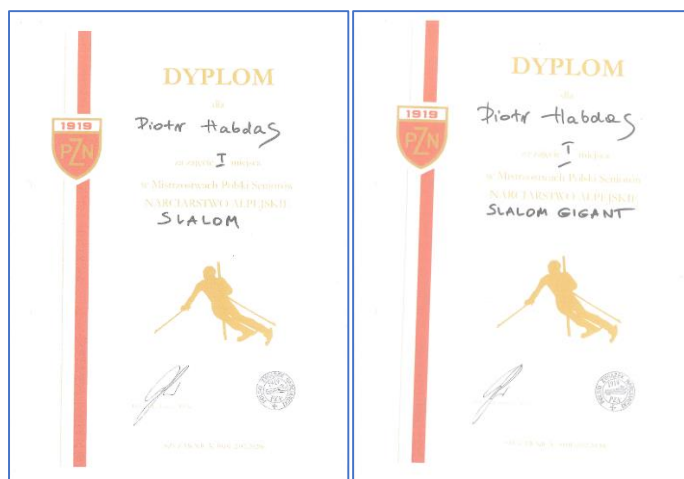 DYPLOM
dla
1919
PZN
Piotr Habdas
za zajęcie I miejsca
w Mistrzostwach Polski Seniorów
NARCIARSTWO ALPEJSKIE
SLALOM
DYPLOM
dla
1919
PZN
Piotr Habdas
za zajęcie I miejsca
w Mistrzostwach Polski Seniorów
NARCIARSTWO ALPEJSKIE
SLALOM GIGANT